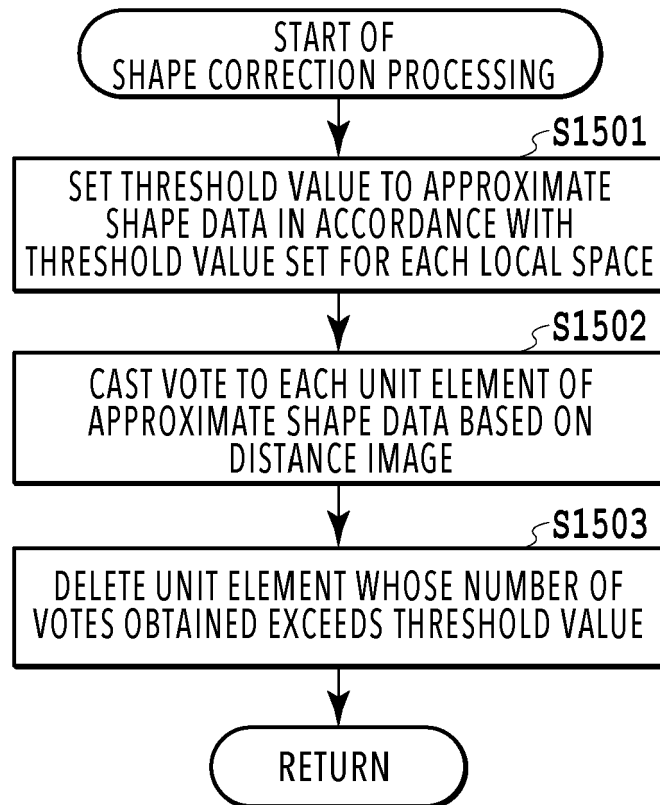 START OF
SHAPE CORRECTION PROCESSING
S1501
SET THRESHOLD VALUE TO APPROXIMATE
SHAPE DATA IN ACCORDANCE WITH
THRESHOLD VALUE SET FOR EACH LOCAL SPACE
S1502
CAST VOTE TO EACH UNIT ELEMENT OF
APPROXIMATE SHAPE DATA BASED ON
DISTANCE IMAGE
S1503
DELETE UNIT ELEMENT WHOSE NUMBER OF
VOTES OBTAINED EXCEEDS THRESHOLD VALUE
RETURN